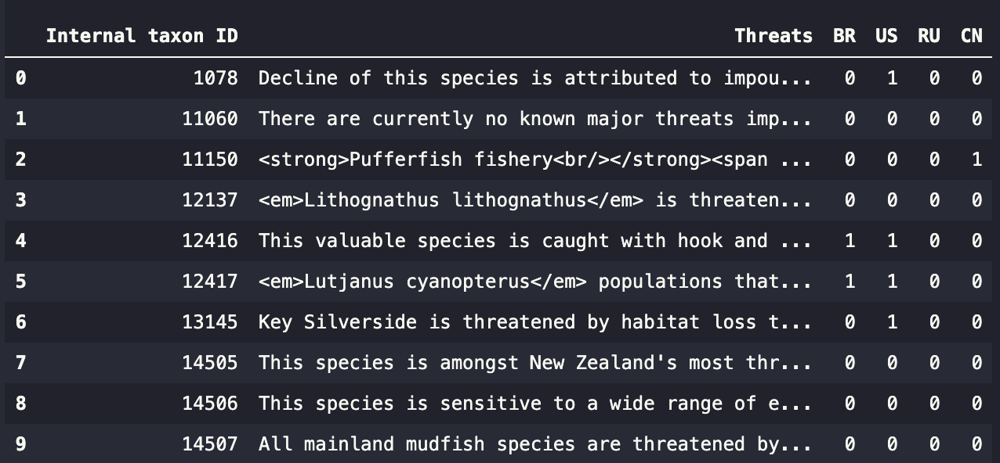 Internal taxon ID Threats BR US RU CN
0 1078 Decline of this species is attributed to impou... 0 1 0 0
1 11060 There are currently no known major threats imp... 0 0 0 0
2 11150 <strong>Pufferfish fishery<br/></strong><span ... 0 0 0 1
3 12137 <em>Lithognathus lithognathus</em> is threaten... 0 0 0 0
4 12416 This valuable species is caught with hook and ... 1 1 0 0
5 12417 <em>Lutjanus cyanopterus</em> populations that... 1 1 0 0
6 13145 Key Silverside is threatened by habitat loss t... 0 1 0 0
7 14505 This species is amongst New Zealand's most thr... 0 0 0 0
8 14506 This species is sensitive to a wide range of e... 0 0 0 0
9 14507 All mainland mudfish species are threatened by... 0 0 0 0